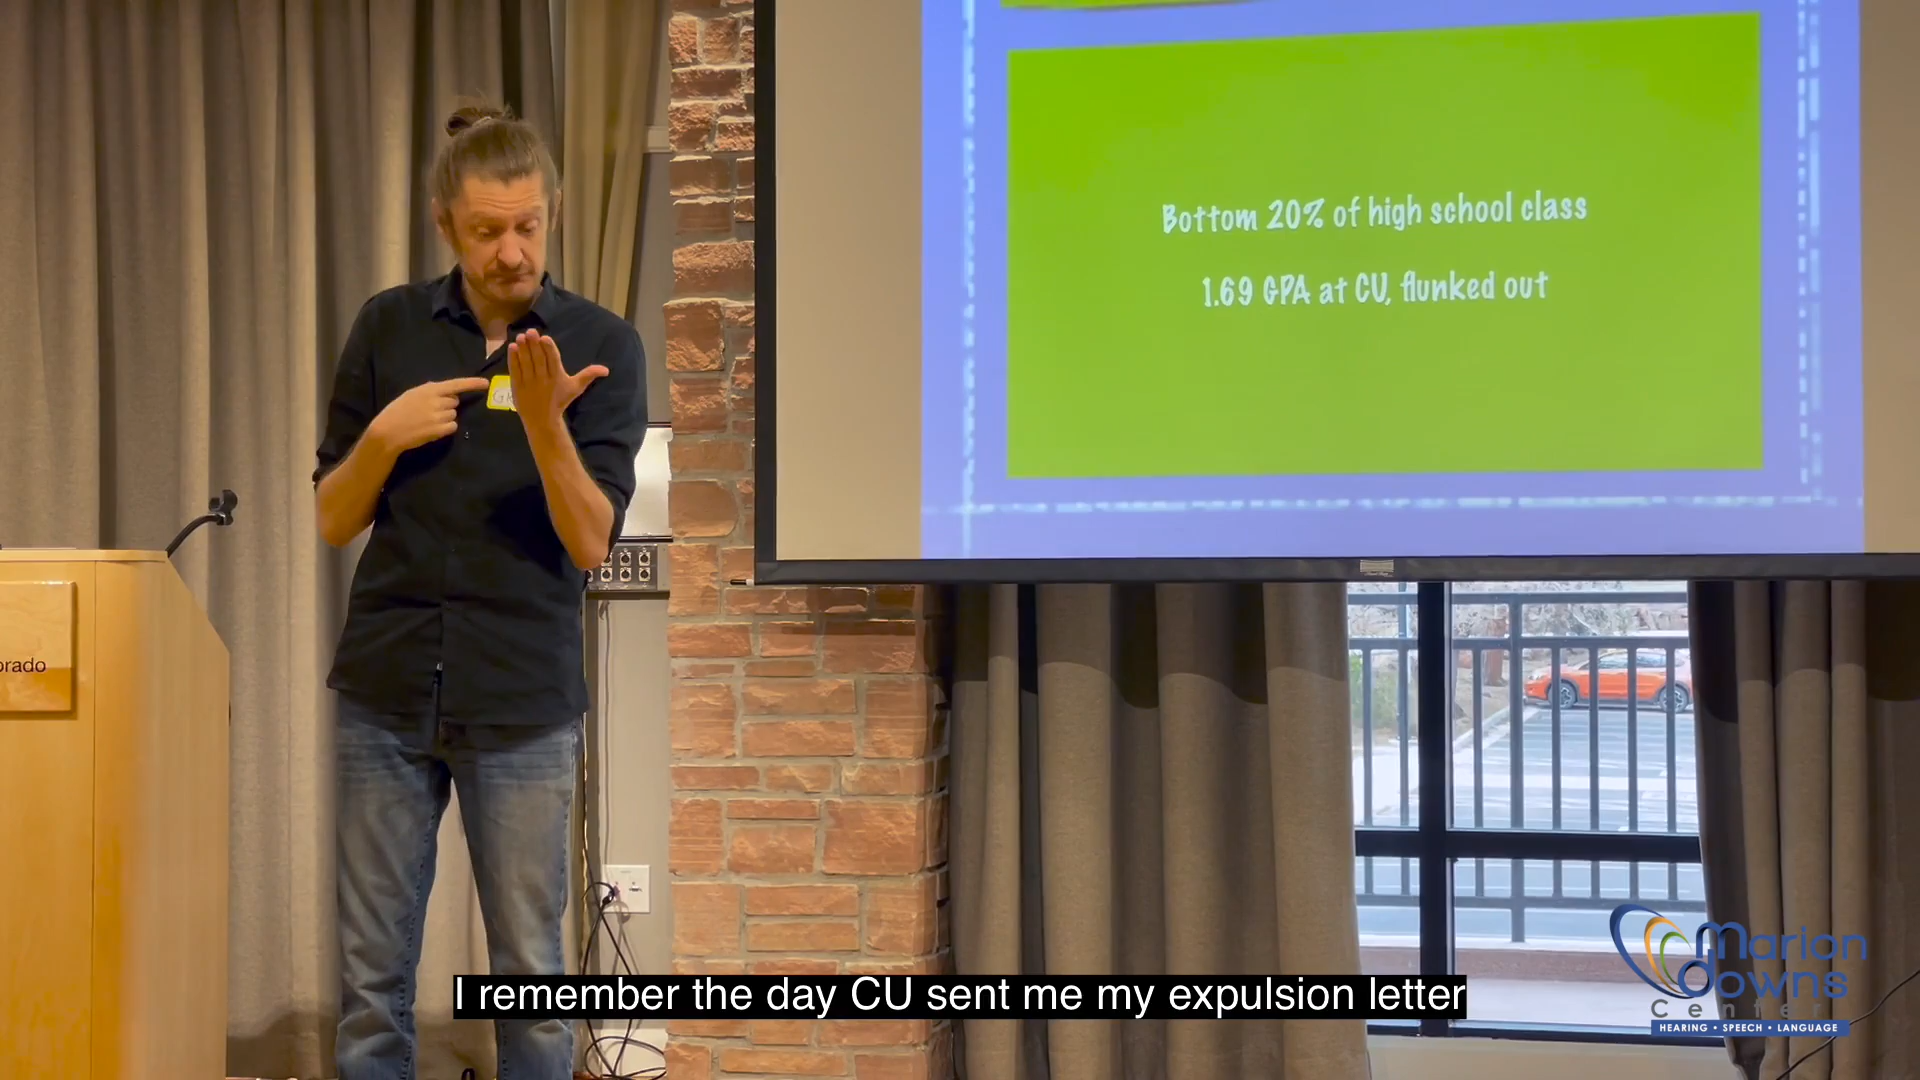 Bottom 20% of high school class
1.69 GPA at CU, flunked out
orado
I remember the day CU sent me my expulsion letter
Marion
Downs
Center
HEARING • SPEECH • LANGUAGE